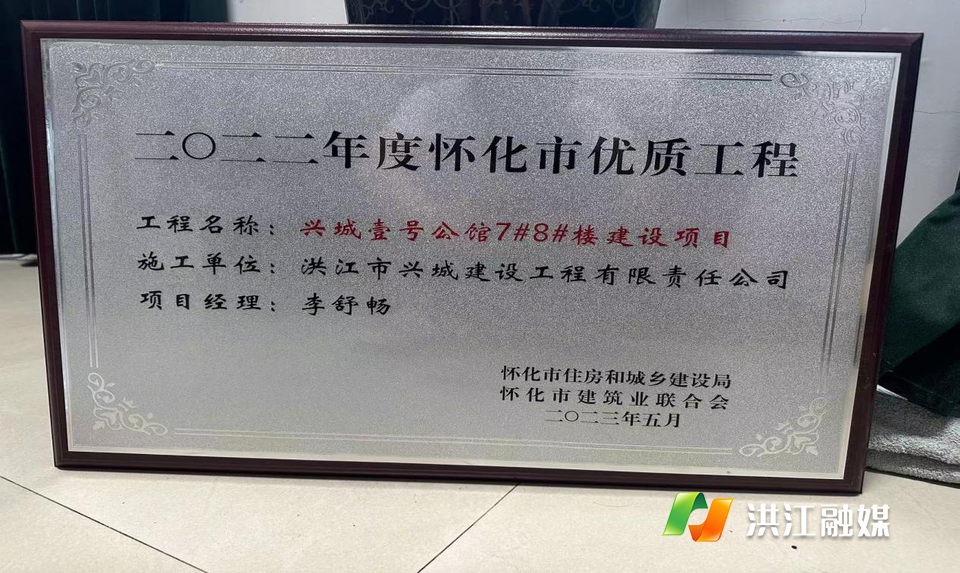 二〇二二年度怀化市优质工程
工程名称：兴城壹号公馆7#8#楼建设项目
施工单位：洪江市兴城建设工程有限责任公司
项目经理：李舒畅
怀化市住房和城乡建设局
怀化市建筑业联合会
二〇二三年五月
洪江融媒